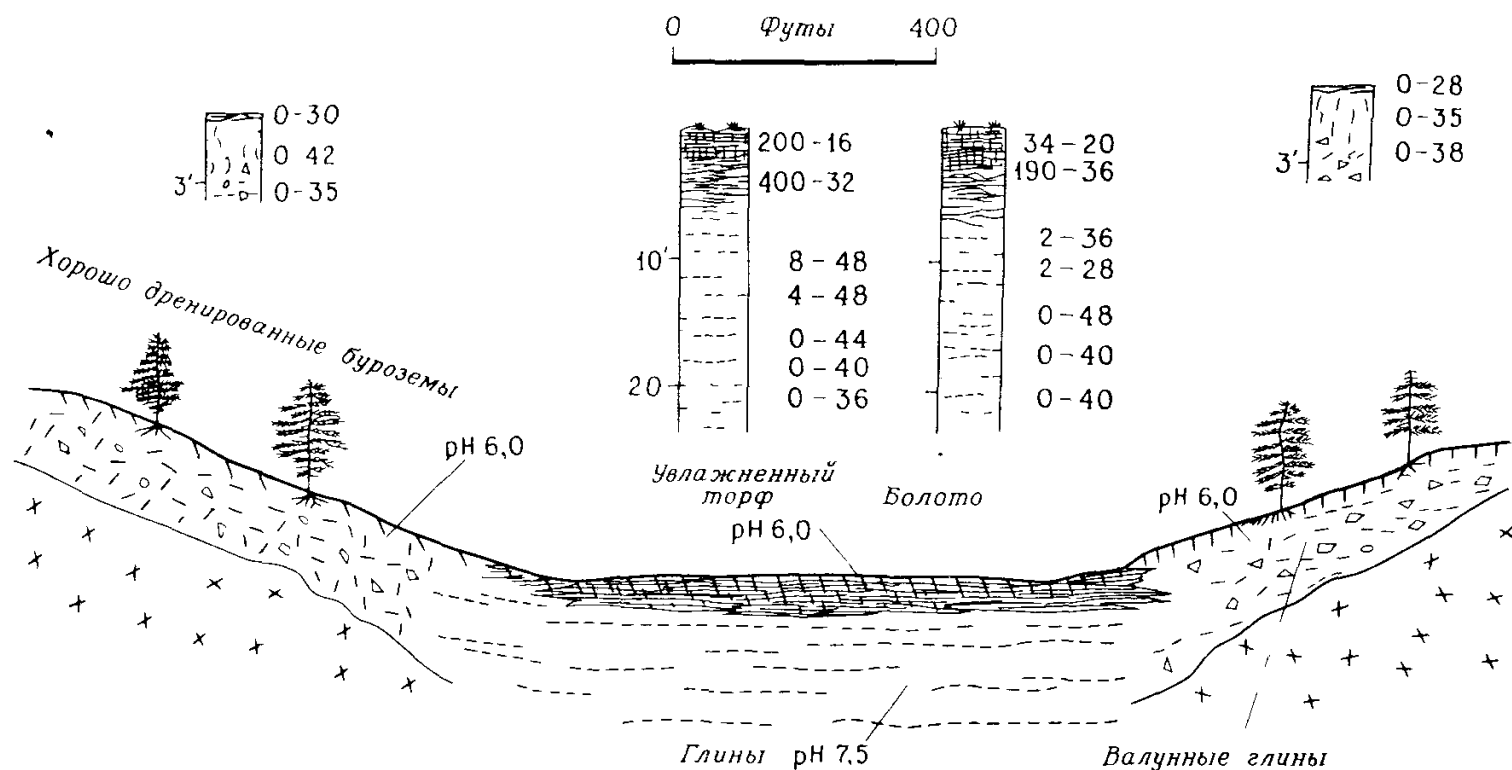 0 Футы 400
0-30
0 42
3'
0-35
200-16
400-32
10'
8-48
4-48
0-44
0-40
20
0-36
34-20
190-36
2-36
2-28
0-48
0-40
0-40
0-28
0-35
0-38
3'
Хорошо дренированные буроземы
pH 6,0
Увлажненный
торф
Болото
pH 6,0
pH 6,0
Глины pH 7,5
Валунные глины